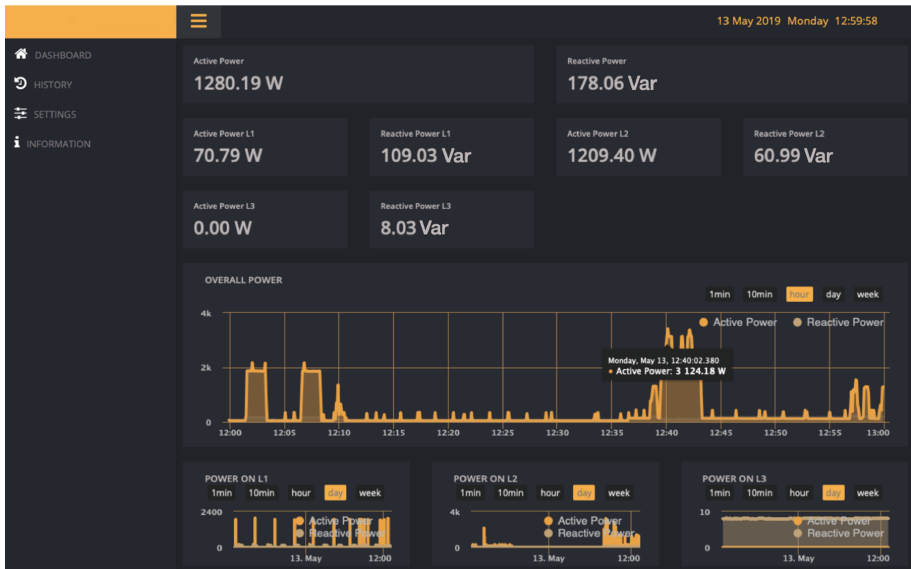 13 May 2019 Monday 12:59:58
DASHBOARD
HISTORY
SETTINGS
INFORMATION
Active Power
1280.19 W
Reactive Power
178.06 Var
Active Power L1
70.79 W
Reactive Power L1
109.03 Var
Active Power L2
1209.40 W
Reactive Power L2
60.99 Var
Active Power L3
0.00 W
Reactive Power L3
8.03 Var
OVERALL POWER
1min 10min hour day week
Active Power Reactive Power
4k
2k
0
Monday, May 13, 12:40:02.380
Active Power: 3 124.18 W
12:00 12:05 12:10 12:15 12:20 12:25 12:30 12:35 12:40 12:45 12:50 12:55 13:00
POWER ON L1
1min 10min hour day week
2400
Active Power
Reactive Power
0
13. May 12:00
POWER ON L2
1min 10min hour day week
4k
Active Power
Reactive Power
0
13. May 12:00
POWER ON L3
1min 10min hour day week
10
Active Power
Reactive Power
0
13. May 12:00